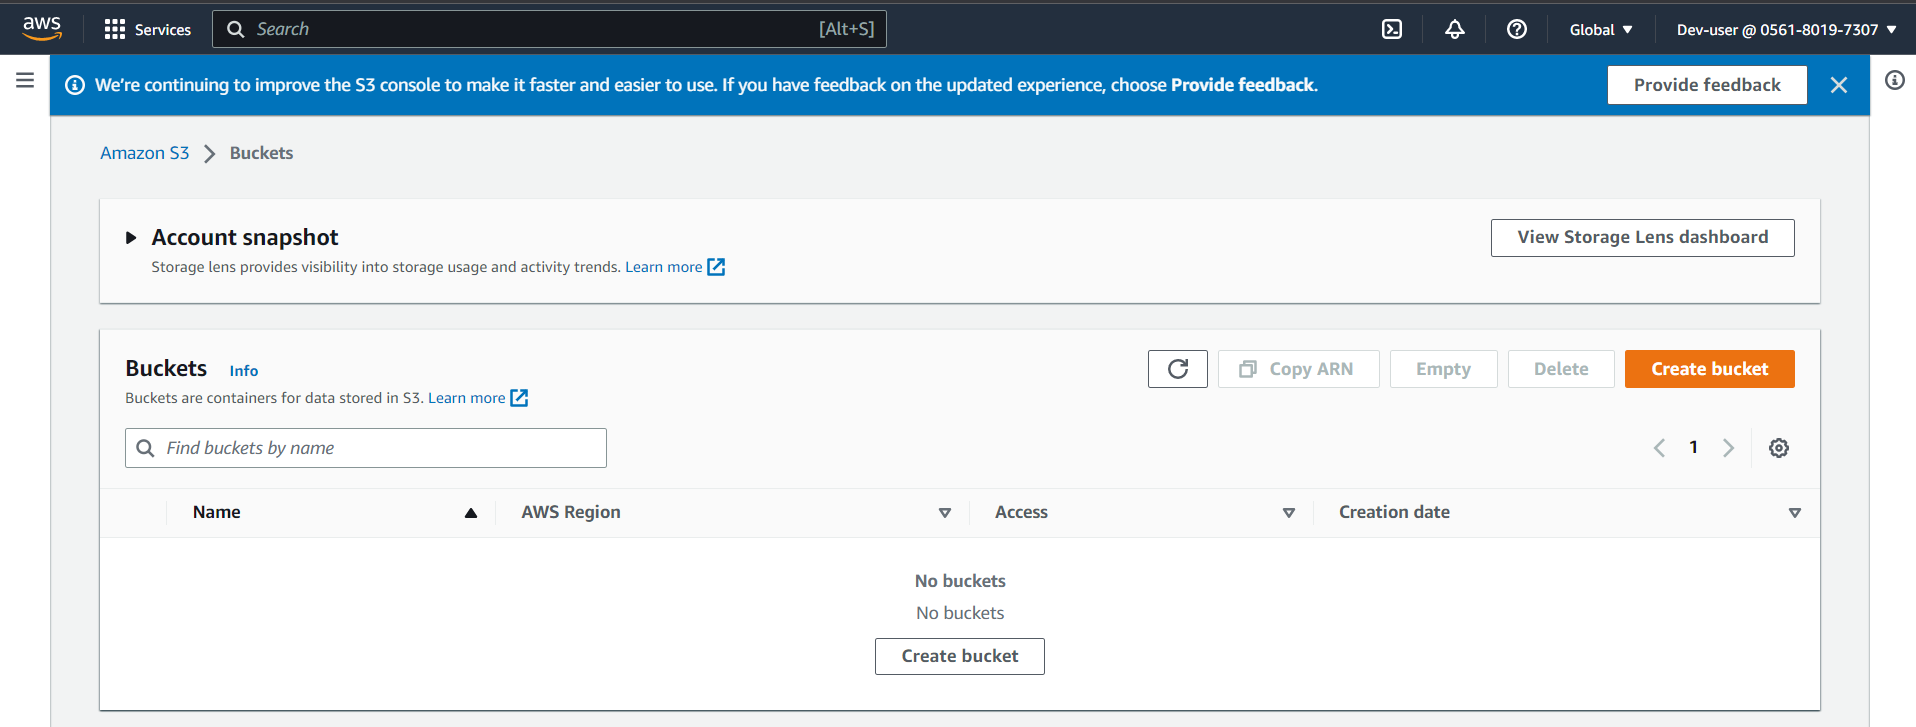 aws Services Search [Alt+S] Global Dev-user @ 0561-8019-7307
We're continuing to improve the S3 console to make it faster and easier to use. If you have feedback on the updated experience, choose Provide feedback. Provide feedback
Amazon S3 Buckets
Account snapshot View Storage Lens dashboard
Storage lens provides visibility into storage usage and activity trends. Learn more
Buckets Info Copy ARN Empty Delete Create bucket
Buckets are containers for data stored in S3. Learn more
Find buckets by name 1
Name AWS Region Access Creation date
No buckets
No buckets
Create bucket